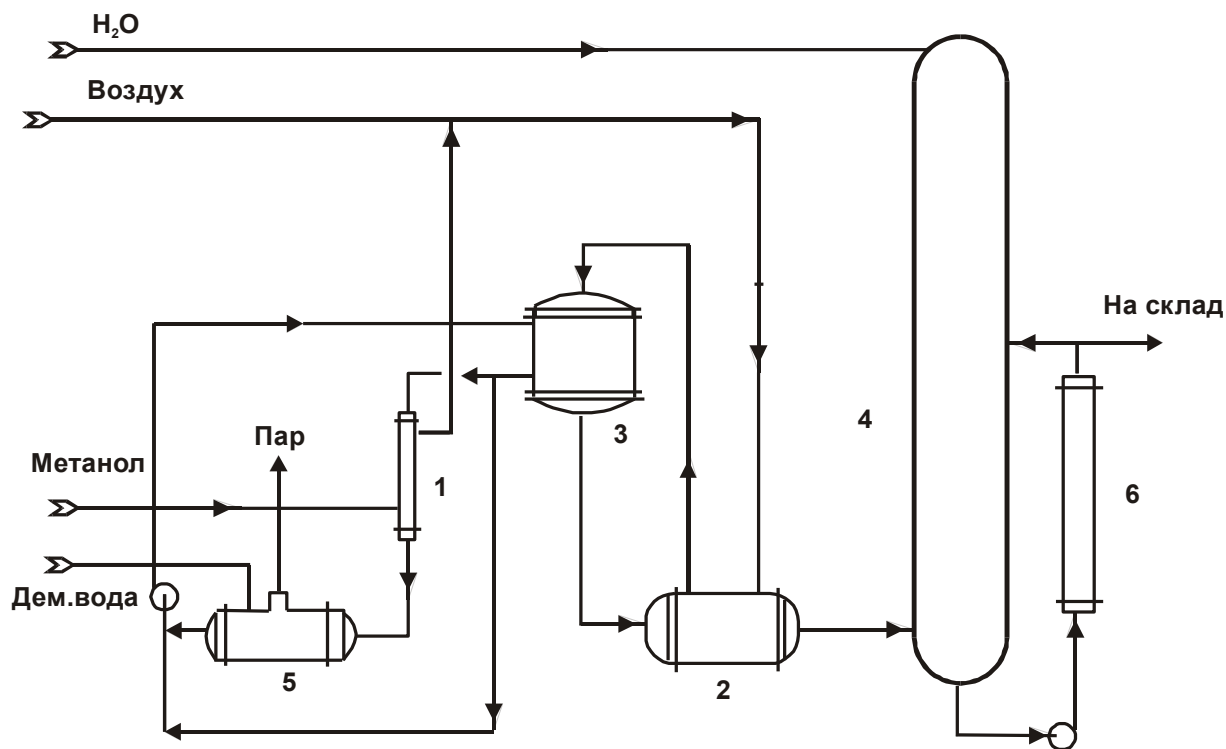 H₂O
Воздух
На склад
3
4
Пар
Метанол
1
6
Дем.вода
5
2